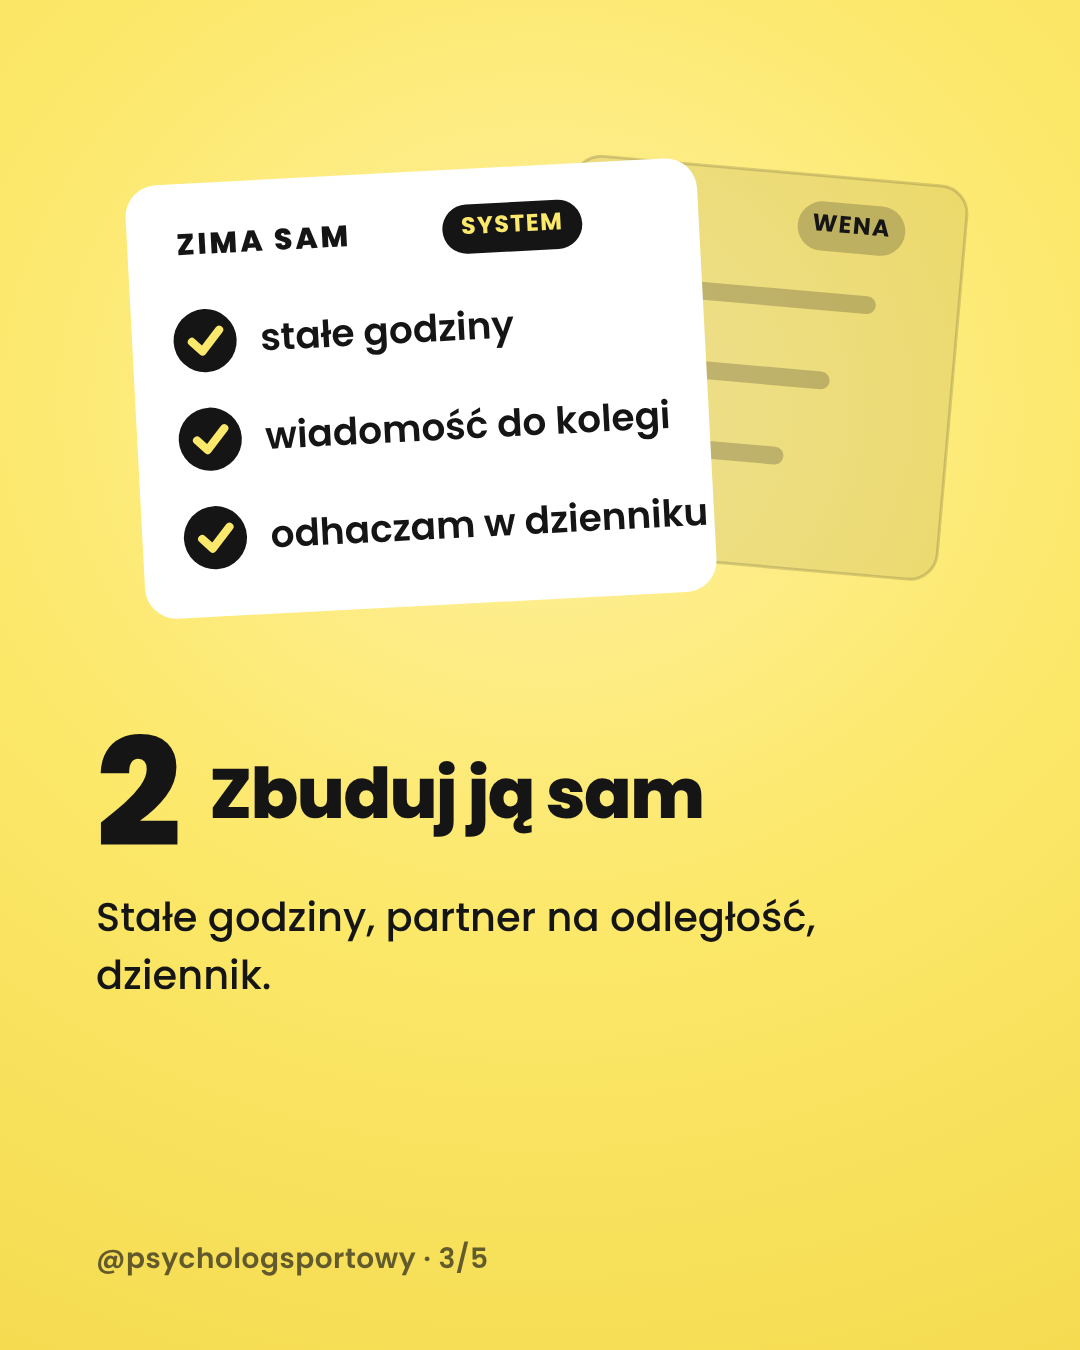 ZIMA SAM
SYSTEM
WENA
stałe godziny
wiadomość do kolegi
odhaczam w dzienniku
2 Zbuduj ją sam
Stałe godziny, partner na odległość,
dziennik.
@psychologsportowy · 3/5